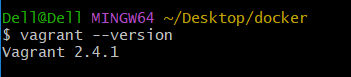 Dell@Dell MINGW64 ~/Desktop/docker
$ vagrant --version
Vagrant 2.4.1